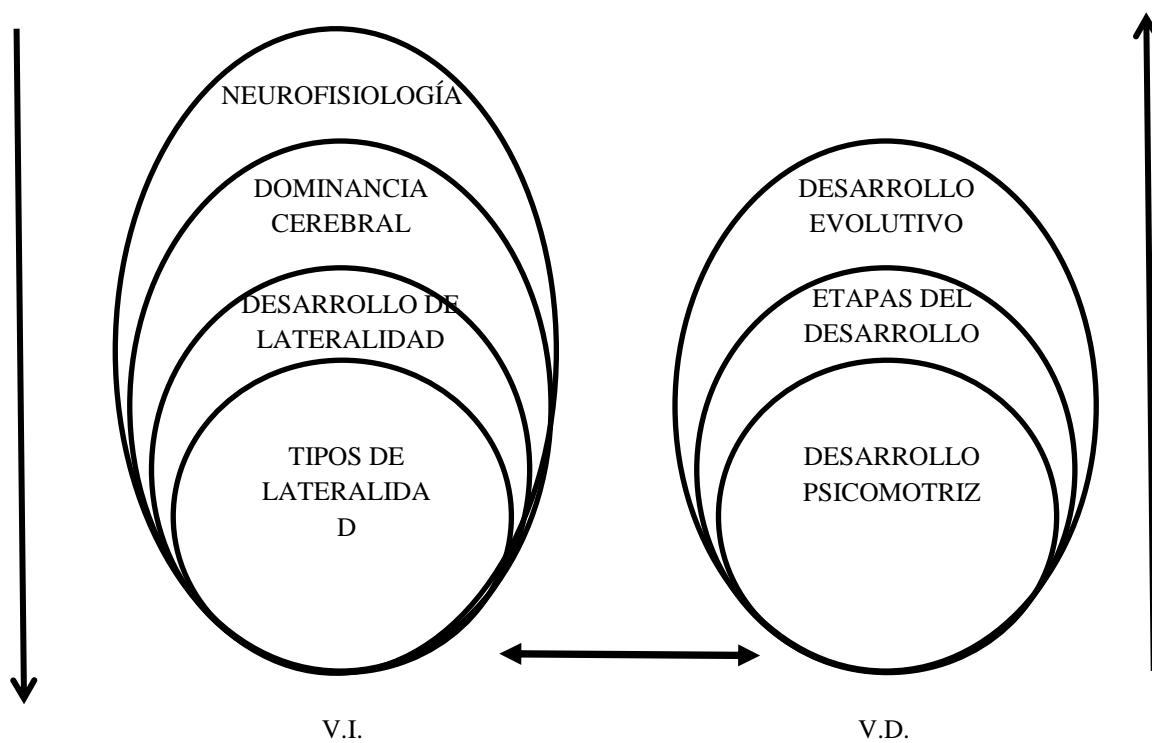 NEUROFISIOLOGÍA
DOMINANCIA
CEREBRAL
DESARROLLO DE
LATERALIDAD
TIPOS DE
LATERALIDA
D
DESARROLLO
EVOLUTIVO
ETAPAS DEL
DESARROLLO
DESARROLLO
PSICOMOTRIZ
V.I.
V.D.